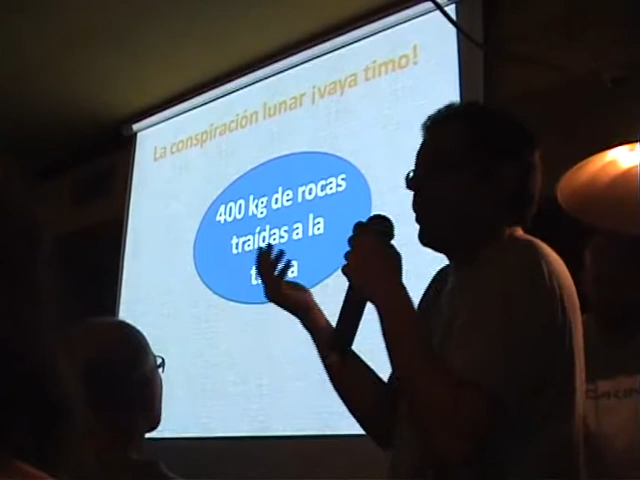 La conspiración lunar ¡vaya timo!
400 kg de rocas
traídas a la